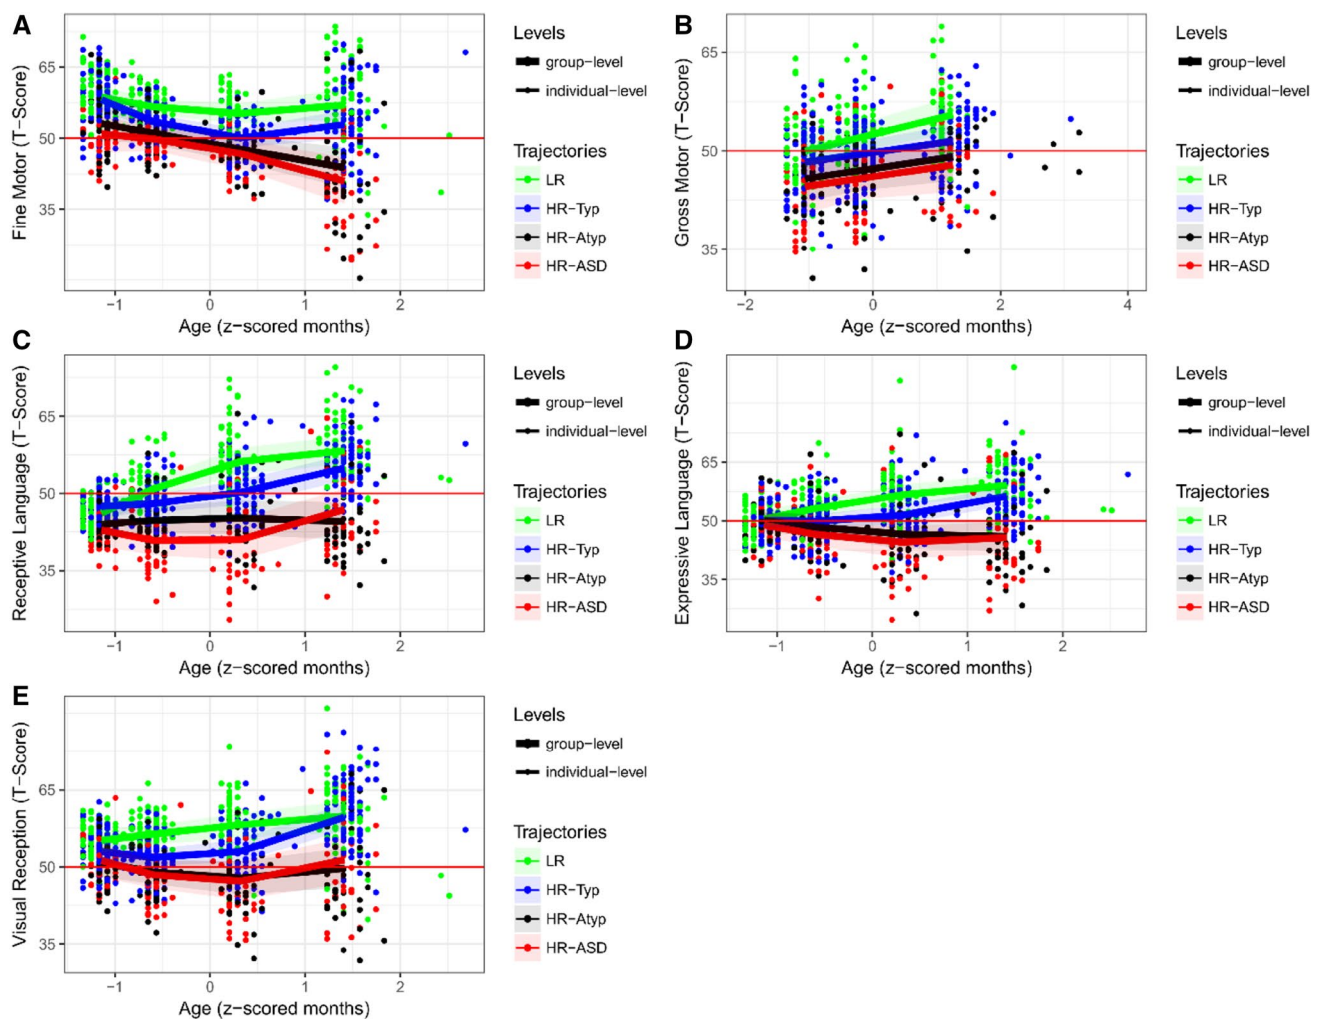 A
Fine Motor (T−Score)
65
50
35
−1
0
1
2
Age (z−scored months)
Levels
group−level
individual−level
Trajectories
LR
HR−Typ
HR−Atyp
HR−ASD
B
Gross Motor (T−Score)
65
50
35
−2
0
2
4
Age (z−scored months)
Levels
group−level
individual−level
Trajectories
LR
HR−Typ
HR−Atyp
HR−ASD
C
Receptive Language (T−Score)
65
50
35
−1
0
1
2
Age (z−scored months)
Levels
group−level
individual−level
Trajectories
LR
HR−Typ
HR−Atyp
HR−ASD
D
Expressive Language (T−Score)
65
50
35
−1
0
1
2
Age (z−scored months)
Levels
group−level
individual−level
Trajectories
LR
HR−Typ
HR−Atyp
HR−ASD
E
Visual Reception (T−Score)
65
50
35
−1
0
1
2
Age (z−scored months)
Levels
group−level
individual−level
Trajectories
LR
HR−Typ
HR−Atyp
HR−ASD